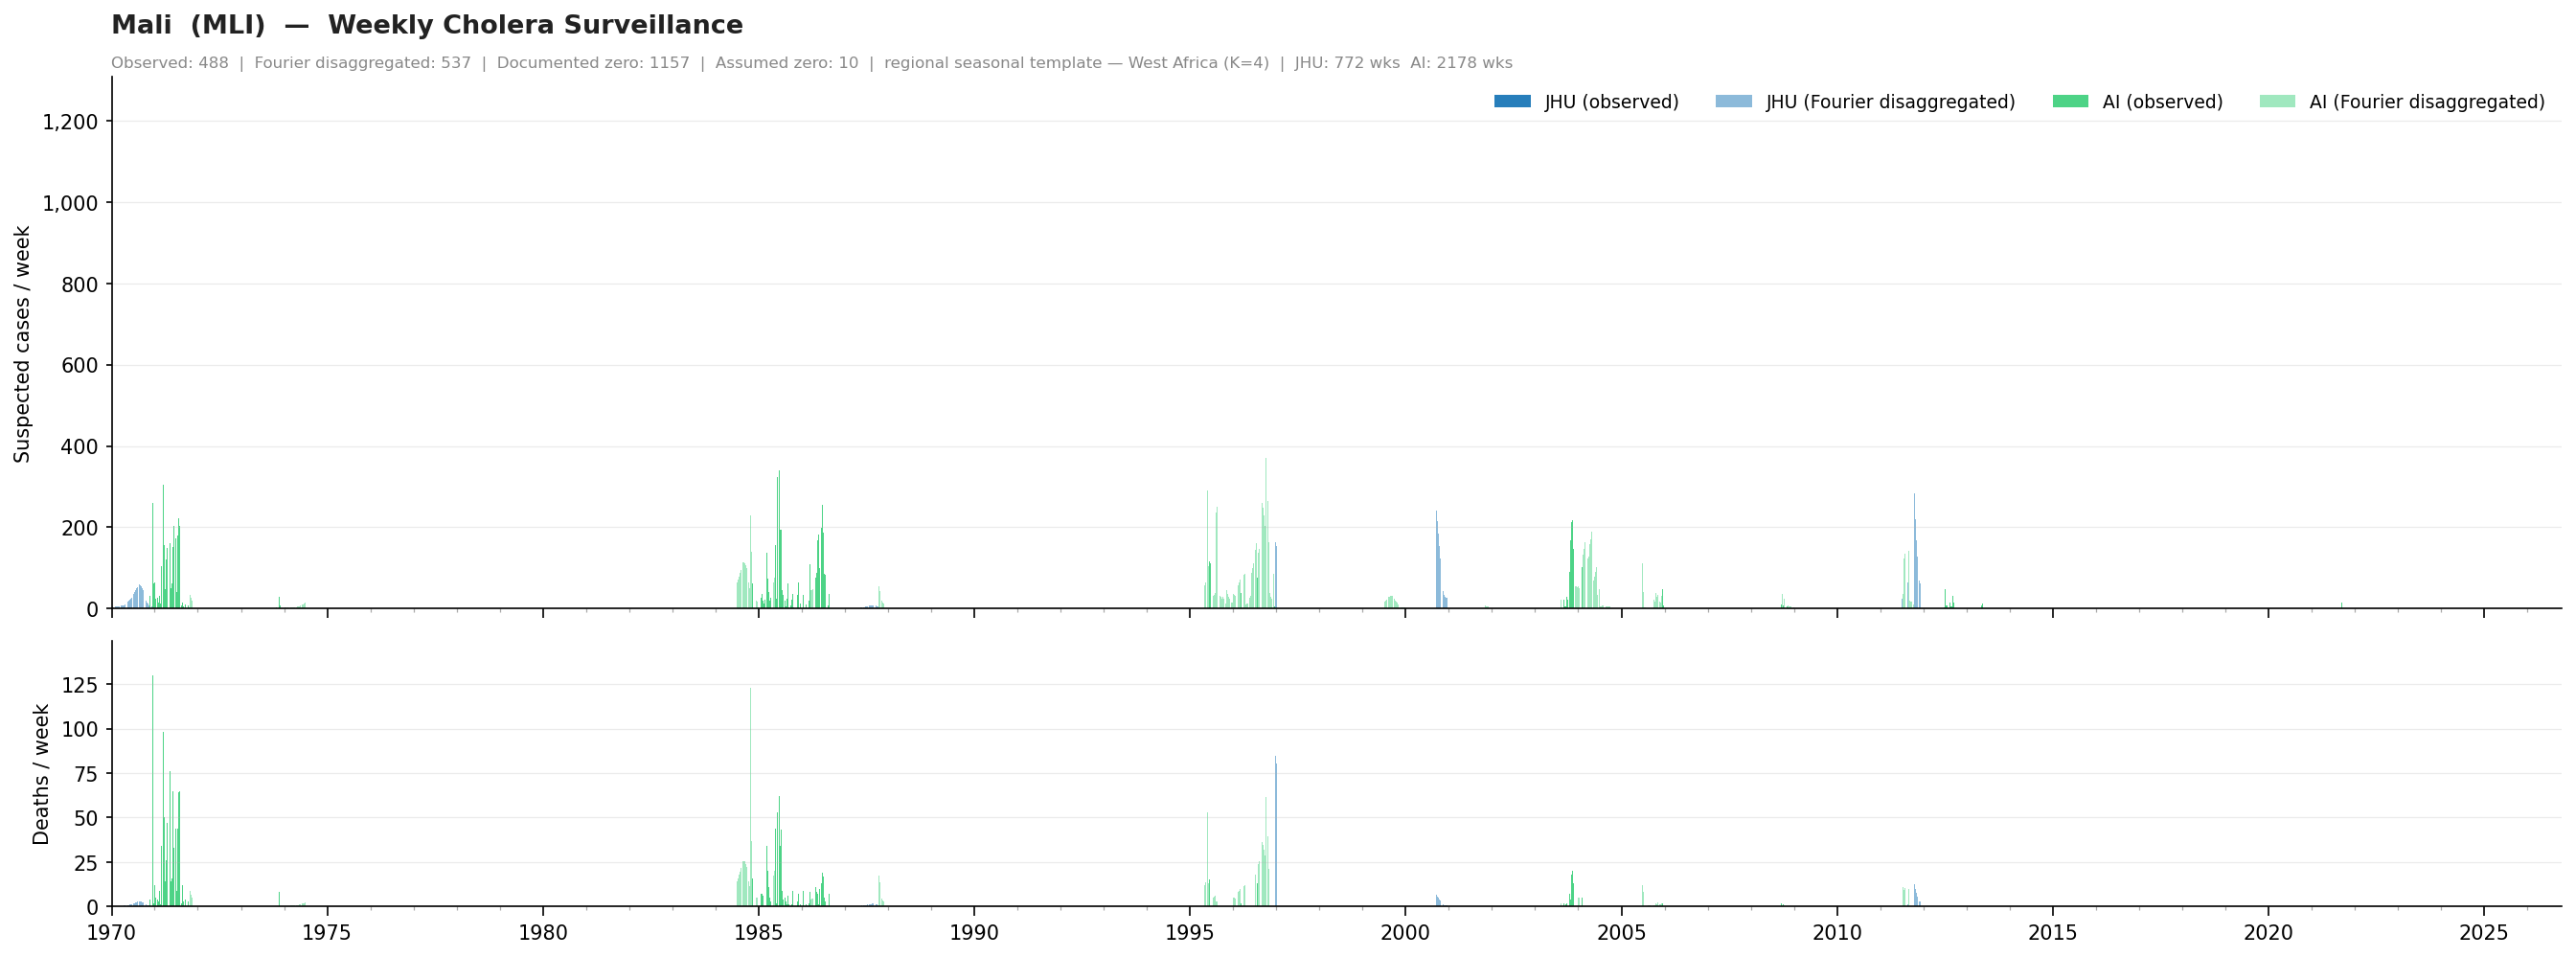 Mali (MLI) — Weekly Cholera Surveillance
Observed: 488 | Fourier disaggregated: 537 | Documented zero: 1157 | Assumed zero: 10 | regional seasonal template — West Africa (K=4) | JHU: 772 wks AI: 2178 wks
JHU (observed)
JHU (Fourier disaggregated)
AI (observed)
AI (Fourier disaggregated)
Suspected cases / week
1,200
1,000
800
600
400
200
0
Deaths / week
125
100
75
50
25
0
1970 1975 1980 1985 1990 1995 2000 2005 2010 2015 2020 2025